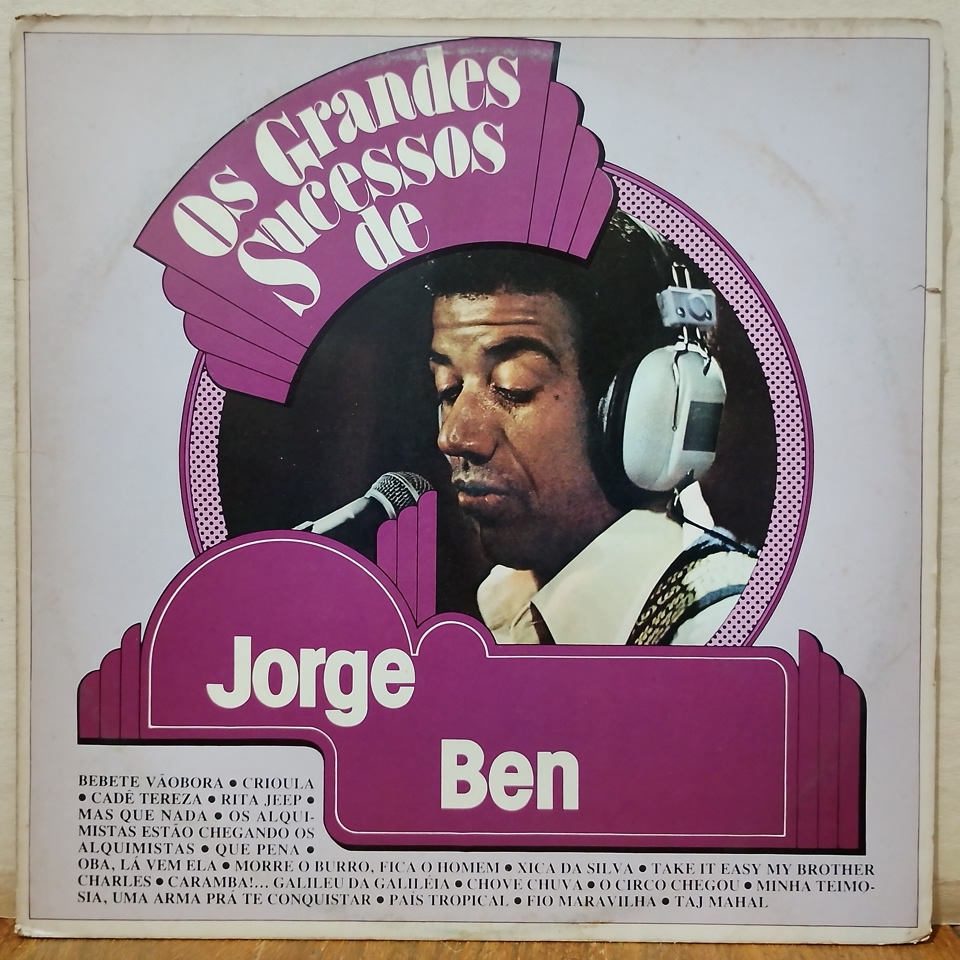 Os Grandes
Sucessos
de
Jorge
Ben
BEBETE VÃOBORA ● CRIOULA
● CADÊ TEREZA ● RITA JEEP ●
MAS QUE NADA ● OS ALQUI-
MISTAS ESTÃO CHEGANDO OS
ALQUIMISTAS ● QUE PENA ●
OBA, LÁ VEM ELA ● MORRE O BURRO, FICA O HOMEM ● XICA DA SILVA ● TAKE IT EASY MY BROTHER
CHARLES ● CARAMBA!... GALILEU DA GALILÉIA ● CHOVE CHUVA ● O CIRCO CHEGOU ● MINHA TEIMO-
SIA, UMA ARMA PRÁ TE CONQUISTAR ● PAIS TROPICAL ● FIO MARAVILHA ● TAJ MAHAL